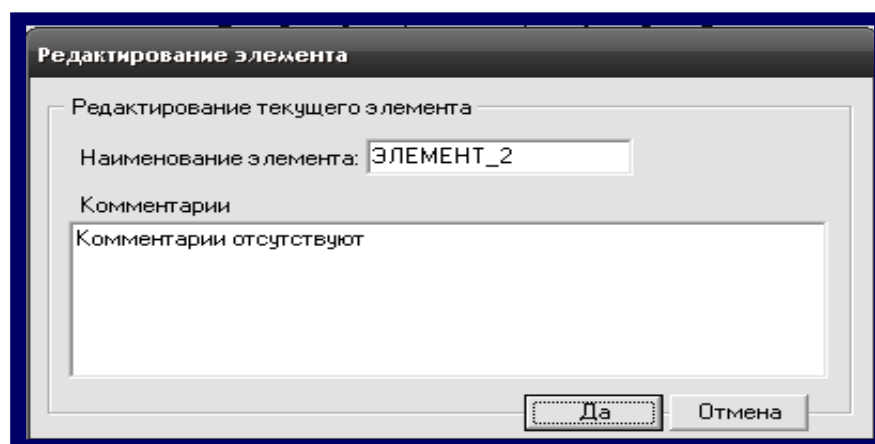 Редактирование элемента
Редактирование текущего элемента
Наименование элемента: ЭЛЕМЕНТ_2
Комментарии
Комментарии отсутствуют
Да Отмена